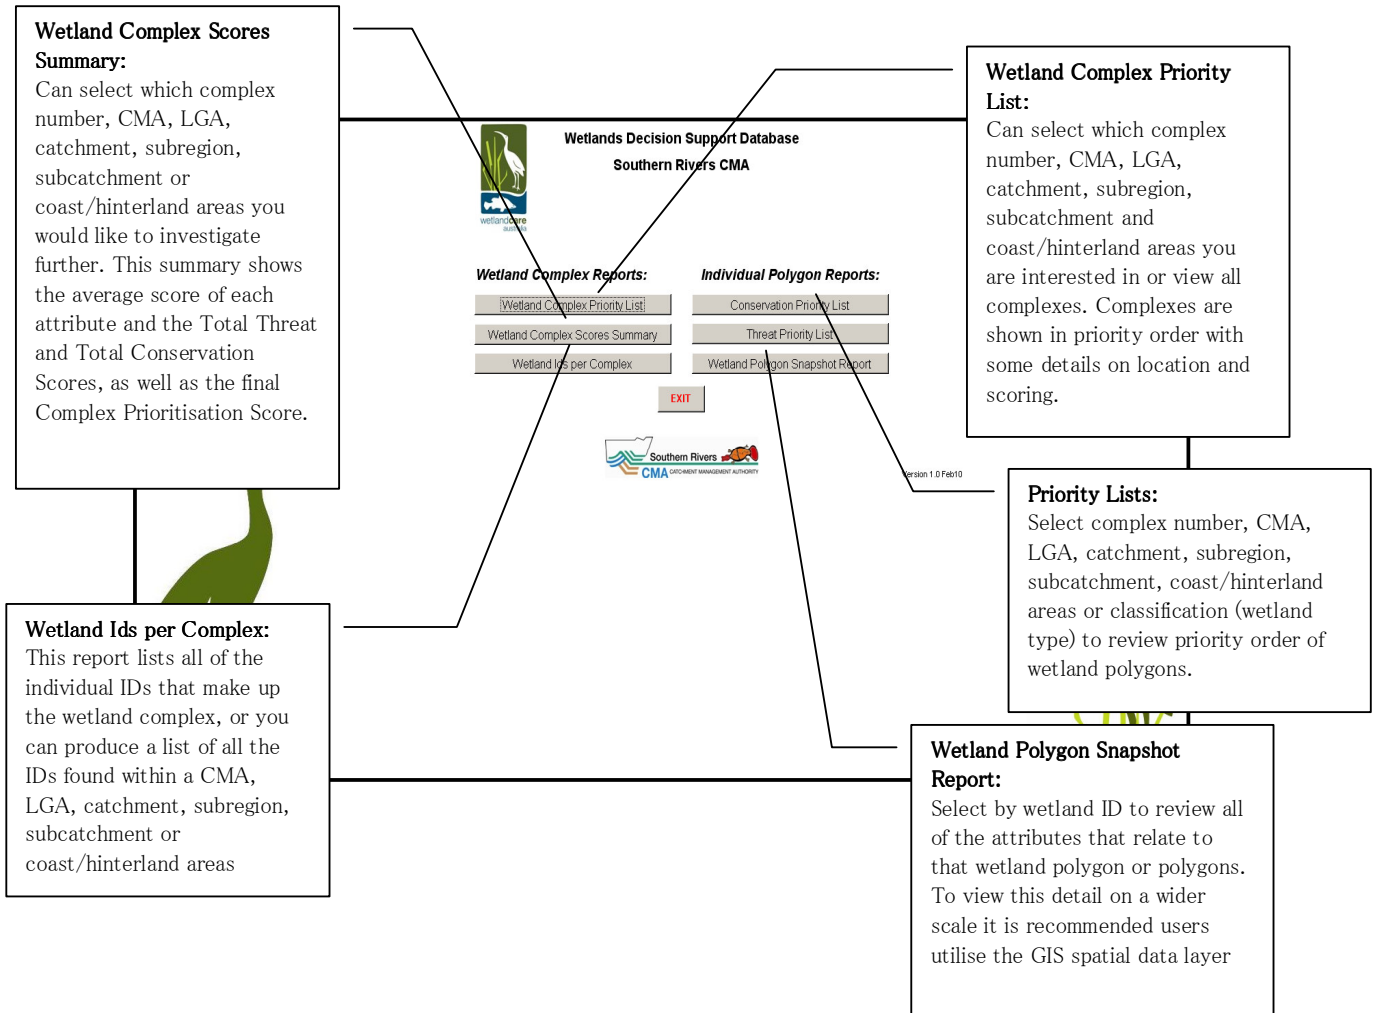 Wetland Complex Scores
Summary:
Can select which complex
number, CMA, LGA,
catchment, subregion,
subcatchment or
coast/hinterland areas you
would like to investigate
further. This summary shows
the average score of each
attribute and the Total Threat
and Total Conservation
Scores, as well as the final
Complex Prioritisation Score.
Wetland Complex Priority
List:
Can select which complex
number, CMA, LGA,
catchment, subregion,
subcatchment and
coast/hinterland areas you
are interested in or view all
complexes. Complexes are
shown in priority order with
some details on location and
scoring.
Wetlands Decision Support Database
Southern Rivers CMA
wetlandcare
australia
Wetland Complex Reports:
Wetland Complex Priority List
Wetland Complex Scores Summary
Wetland Ids per Complex
Individual Polygon Reports:
Conservation Priority List
Threat Priority List
Wetland Polygon Snapshot Report
EXIT
Southern Rivers
CMA CATCHMENT MANAGEMENT AUTHORITY
Version 1.0 Feb10
Priority Lists:
Select complex number, CMA,
LGA, catchment, subregion,
subcatchment, coast/hinterland
areas or classification (wetland
type) to review priority order of
wetland polygons.
Wetland Ids per Complex:
This report lists all of the
individual IDs that make up
the wetland complex, or you
can produce a list of all the
IDs found within a CMA,
LGA, catchment, subregion,
subcatchment or
coast/hinterland areas
Wetland Polygon Snapshot
Report:
Select by wetland ID to review all
of the attributes that relate to
that wetland polygon or polygons.
To view this detail on a wider
scale it is recommended users
utilise the GIS spatial data layer